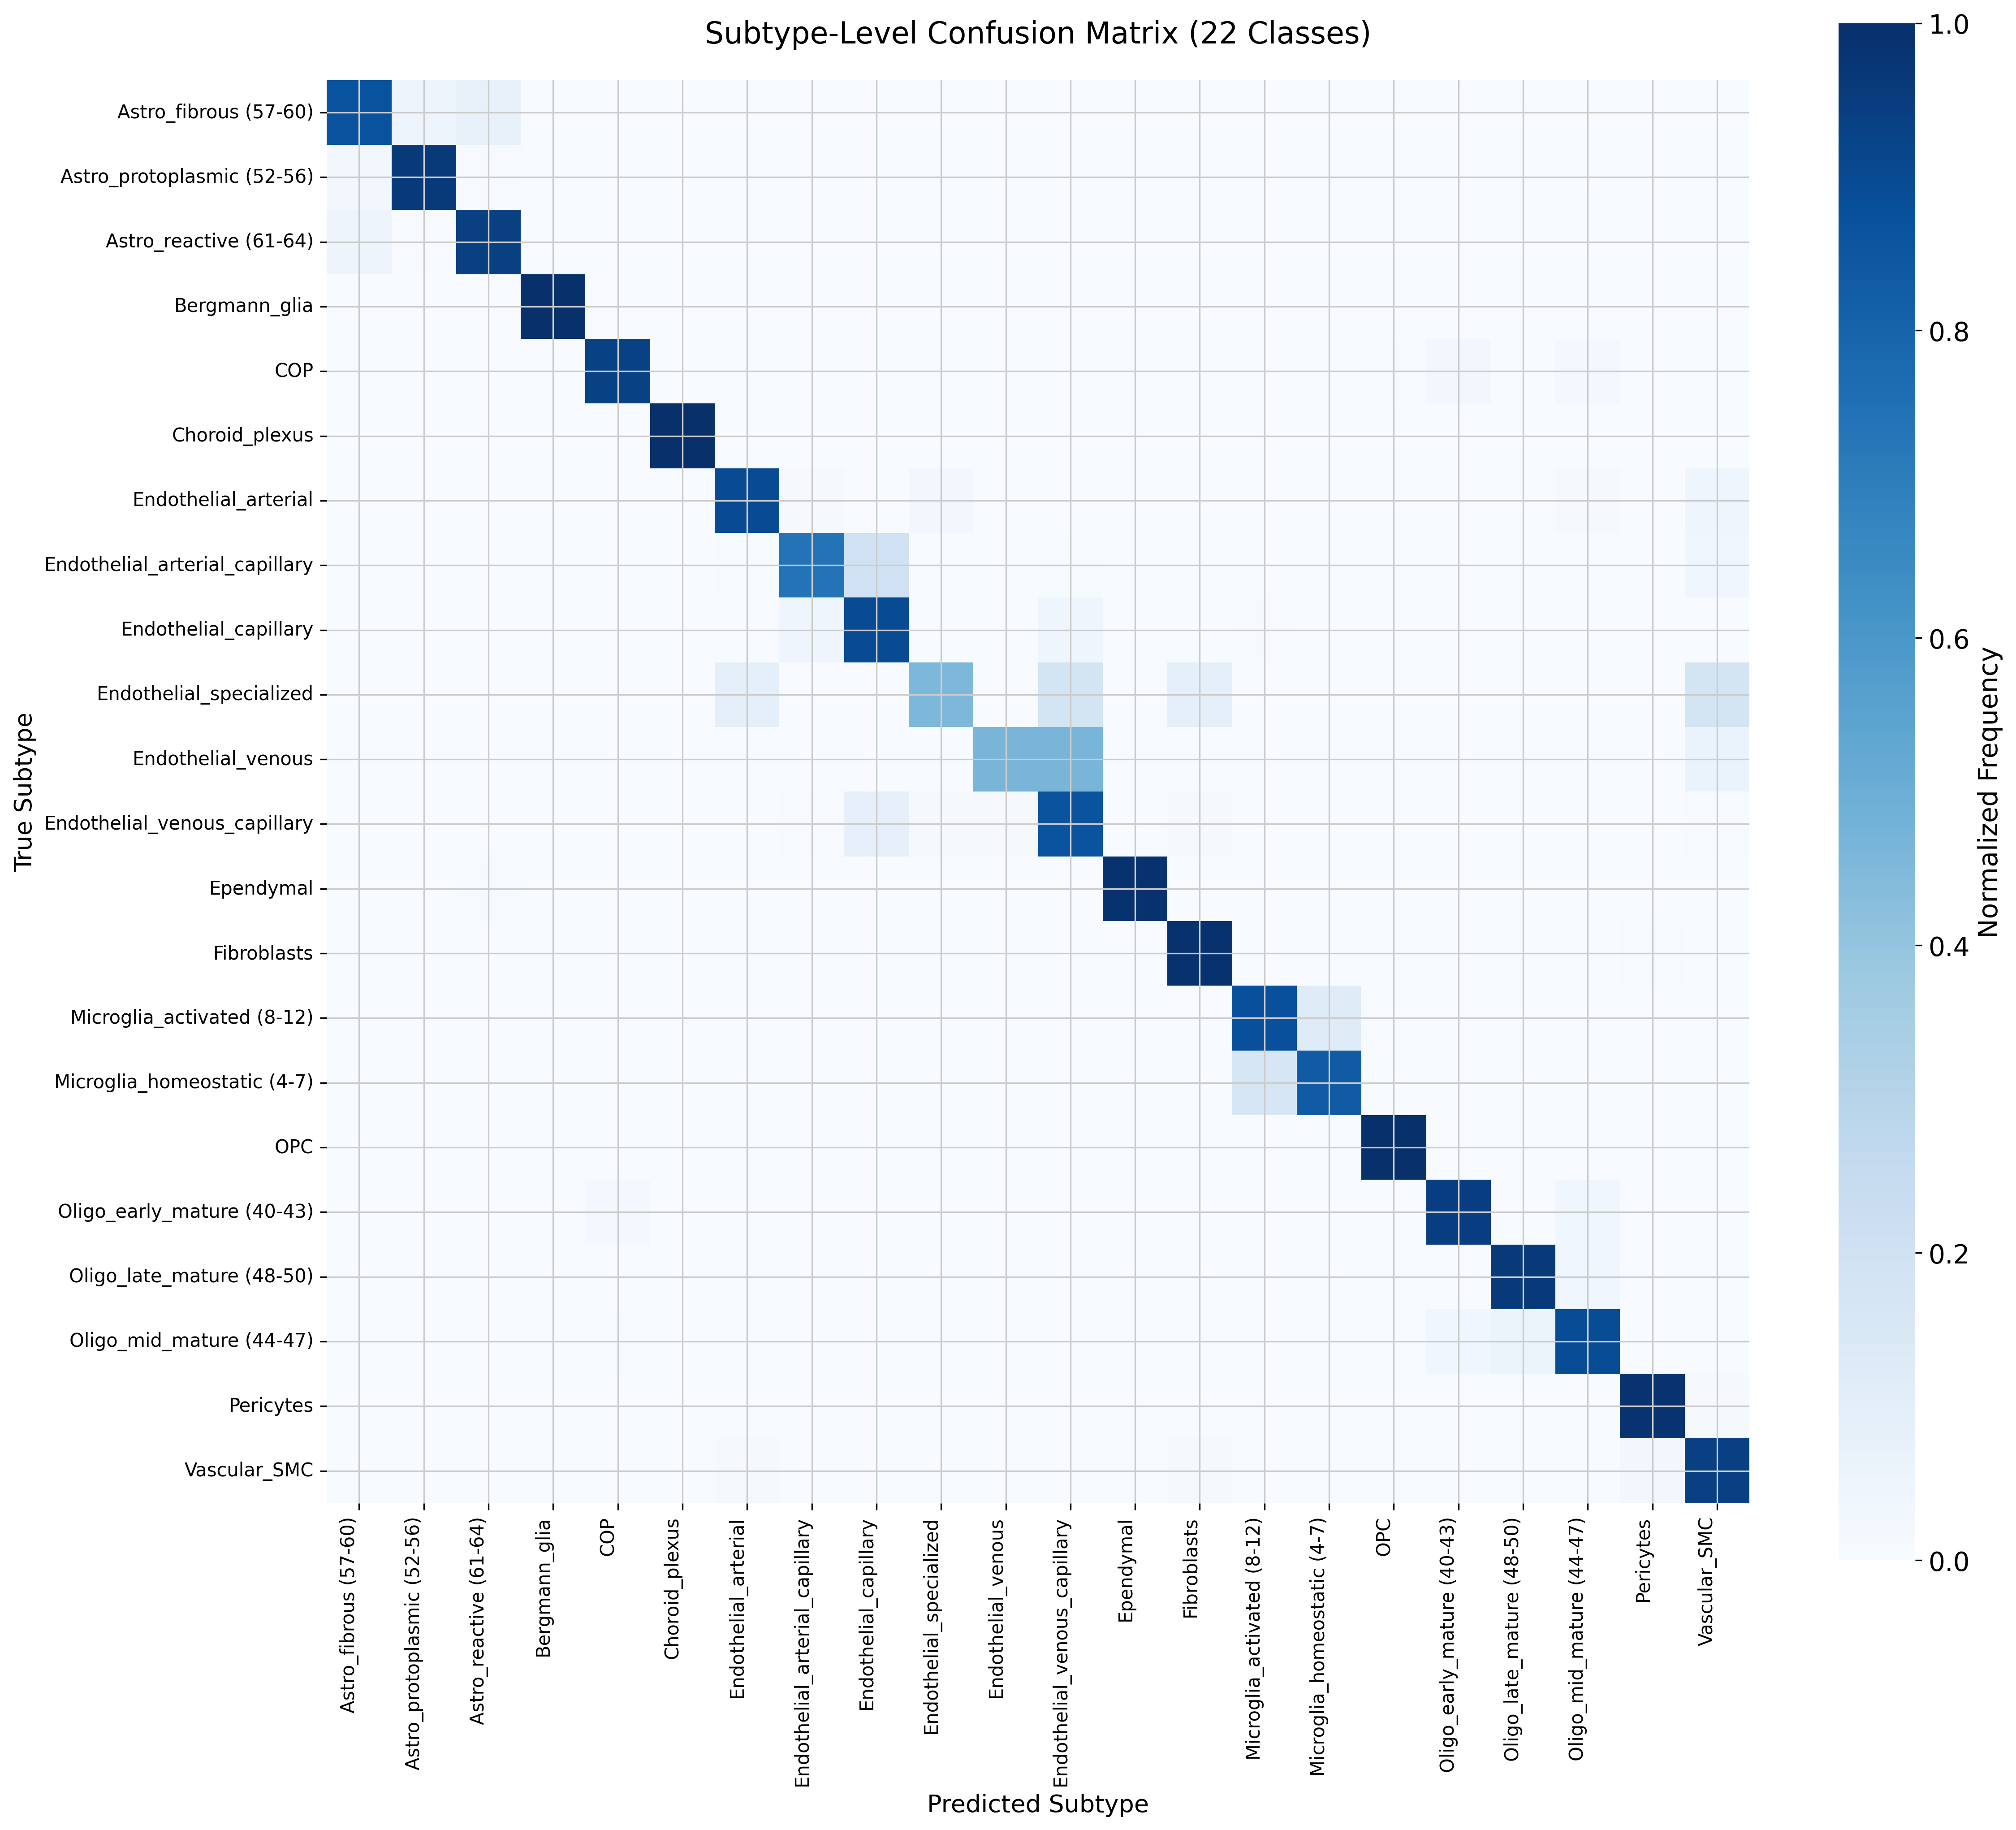 Subtype-Level Confusion Matrix (22 Classes)
True Subtype
Astro_fibrous (57-60)
Astro_protoplasmic (52-56)
Astro_reactive (61-64)
Bergmann_glia
COP
Choroid_plexus
Endothelial_arterial
Endothelial_arterial_capillary
Endothelial_capillary
Endothelial_specialized
Endothelial_venous
Endothelial_venous_capillary
Ependymal
Fibroblasts
Microglia_activated (8-12)
Microglia_homeostatic (4-7)
OPC
Oligo_early_mature (40-43)
Oligo_late_mature (48-50)
Oligo_mid_mature (44-47)
Pericytes
Vascular_SMC
Astro_fibrous (57-60)
Astro_protoplasmic (52-56)
Astro_reactive (61-64)
Bergmann_glia
COP
Choroid_plexus
Endothelial_arterial
Endothelial_arterial_capillary
Endothelial_capillary
Endothelial_specialized
Endothelial_venous
Endothelial_venous_capillary
Ependymal
Fibroblasts
Microglia_activated (8-12)
Microglia_homeostatic (4-7)
OPC
Oligo_early_mature (40-43)
Oligo_late_mature (48-50)
Oligo_mid_mature (44-47)
Pericytes
Vascular_SMC
Predicted Subtype
1.0
0.8
0.6
0.4
0.2
0.0
Normalized Frequency